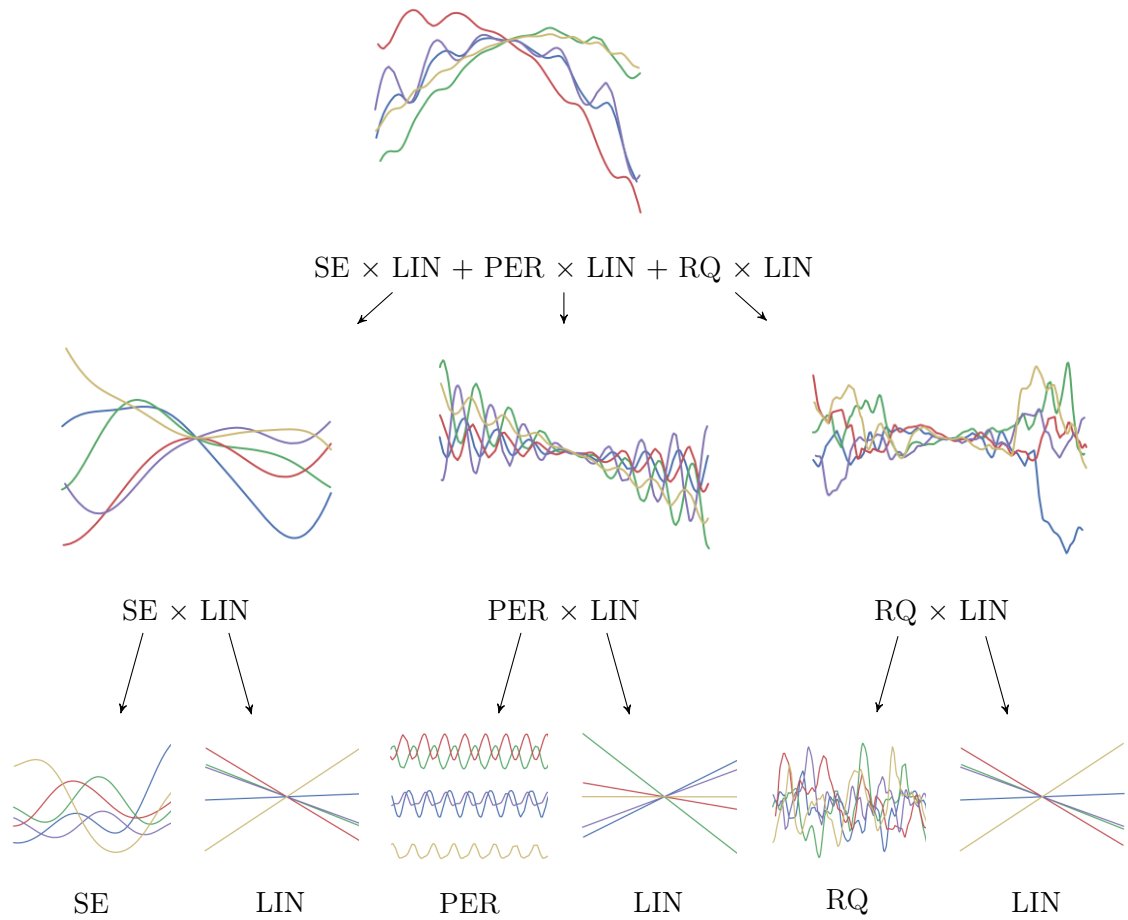 SE × LIN + PER × LIN + RQ × LIN
SE × LIN PER × LIN RQ × LIN
SE LIN PER LIN RQ LIN